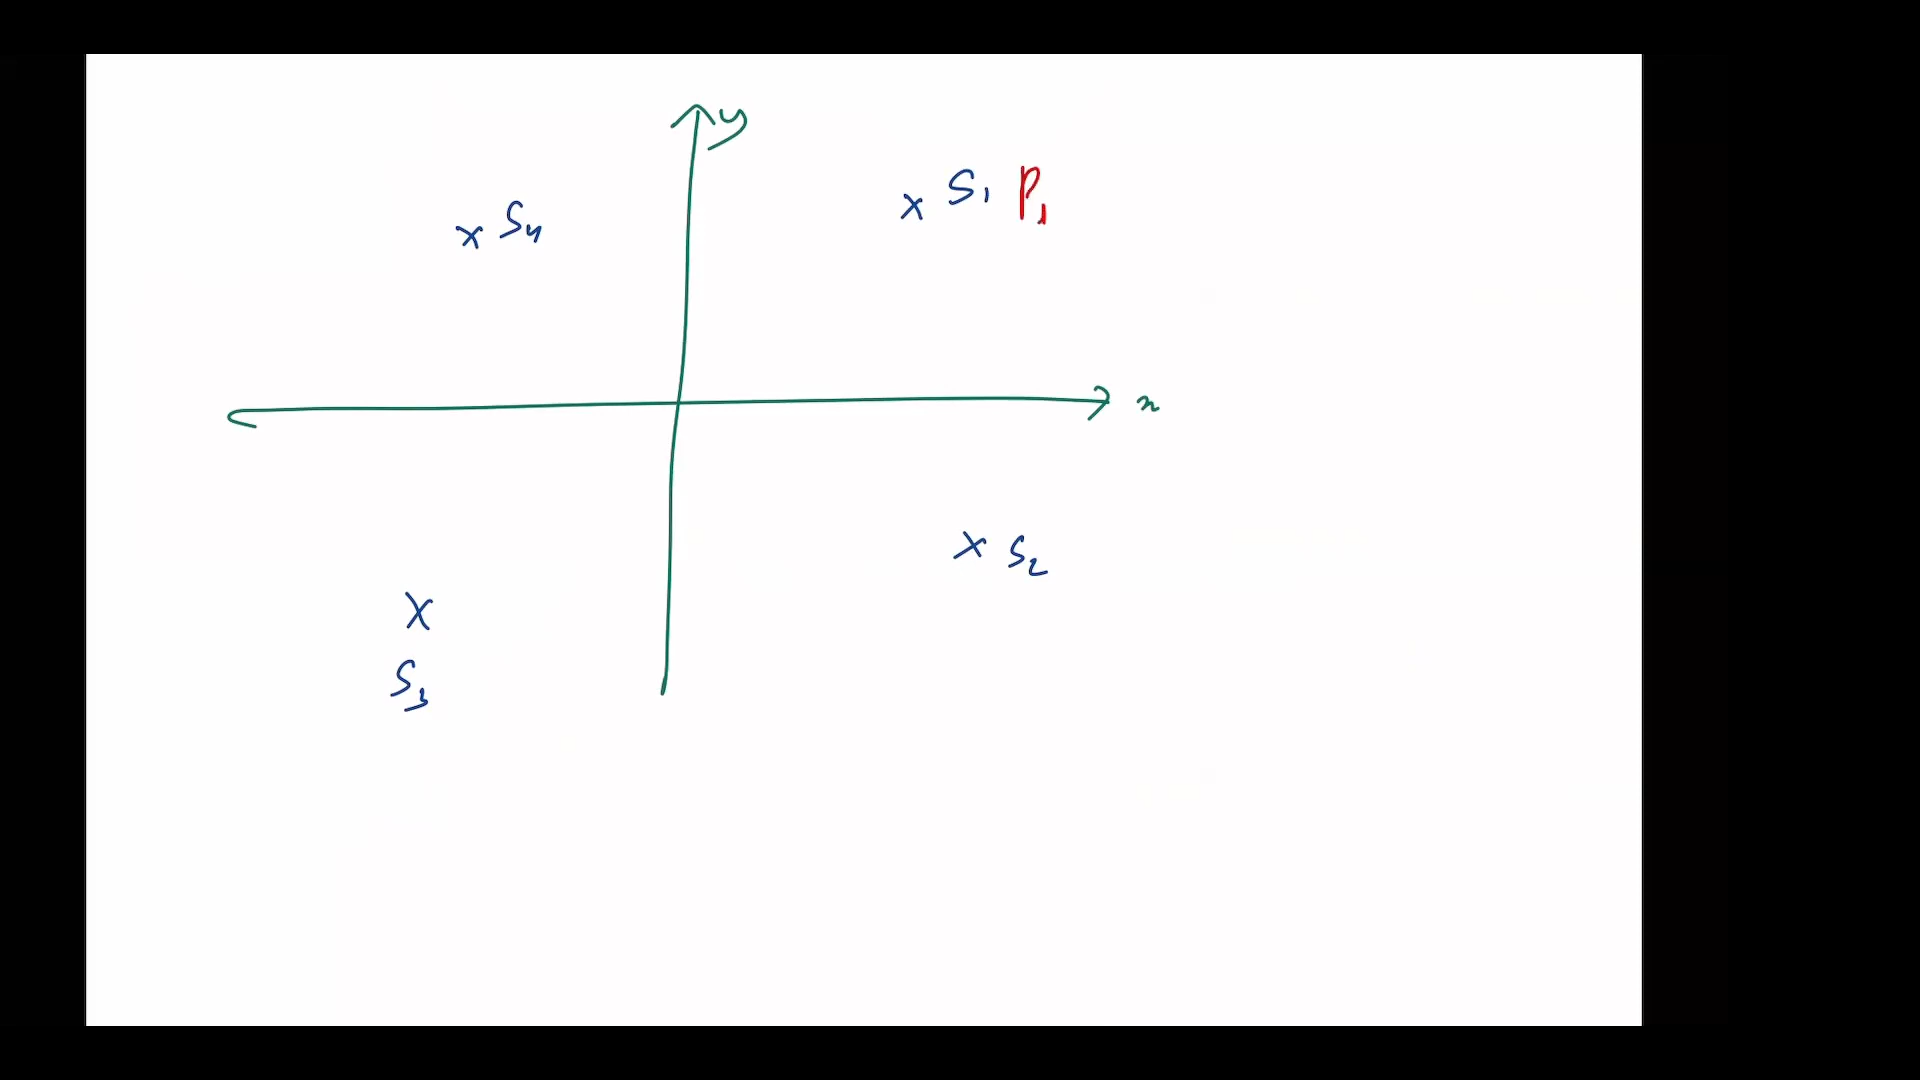 y
x S₁ P₁
x S₄
x
x S₂
x
S₃